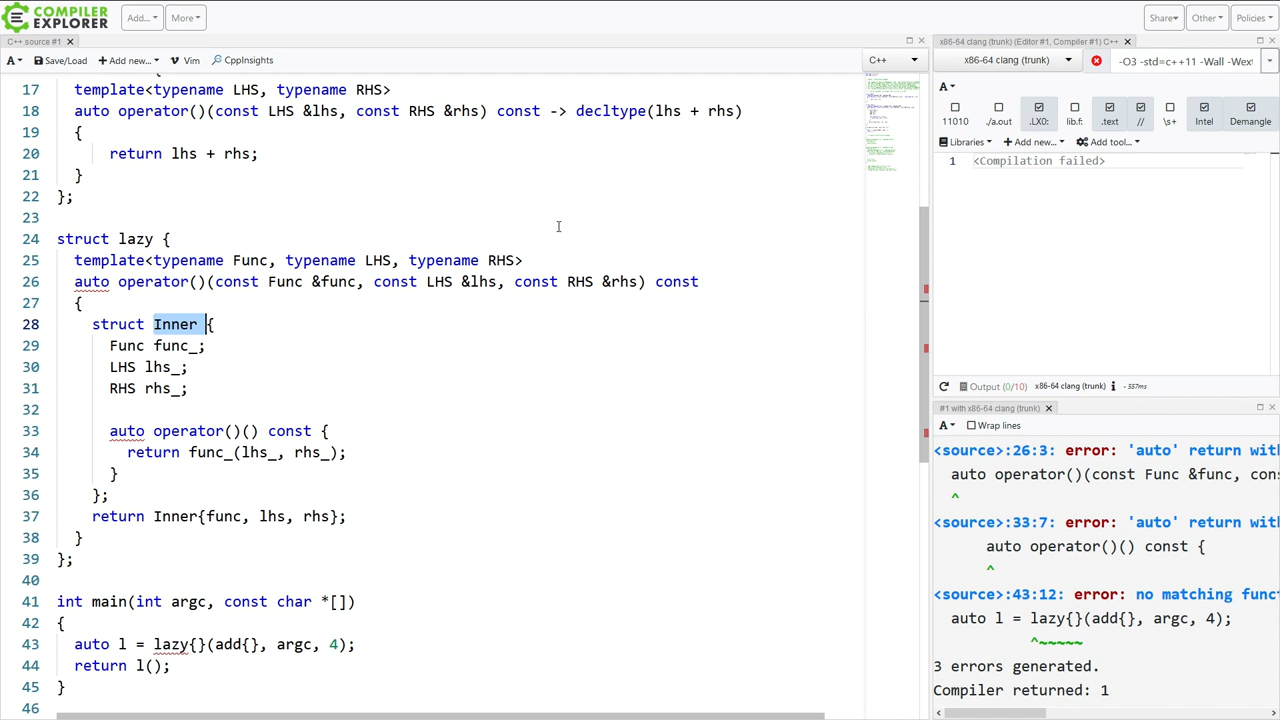 COMPILER
EXPLORER
Add...
More
Share
Other
Policies
C++ source #1
A
Save/Load
Add new...
Vim
CppInsights
C++
17 template<typename LHS, typename RHS>
18 auto operator()(const LHS &lhs, const RHS &rhs) const -> decltype(lhs + rhs)
19 {
20 return lhs + rhs;
21 }
22 };
23
24 struct lazy {
25 template<typename Func, typename LHS, typename RHS>
26 auto operator()(const Func &func, const LHS &lhs, const RHS &rhs) const
27 {
28 struct Inner {
29 Func func_;
30 LHS lhs_;
31 RHS rhs_;
32
33 auto operator()() const {
34 return func_(lhs_, rhs_);
35 }
36 };
37 return Inner{func, lhs, rhs};
38 }
39 };
40
41 int main(int argc, const char *[])
42 {
43 auto l = lazy{}(add{}, argc, 4);
44 return l();
45 }
46
x86-64 clang (trunk) (Editor #1, Compiler #1) C++
x86-64 clang (trunk)
-O3 -std=c++11 -Wall -Wext
A
11010
./a.out
.LX0:
lib.f:
.text
//
\s+
Intel
Demangle
Libraries
Add new...
Add tool...
1 <Compilation failed>
Output (0/10) x86-64 clang (trunk) i - 557ms
#1 with x86-64 clang (trunk)
A
Wrap lines
<source>:26:3: error: 'auto' return wit
auto operator()(const Func &func, cons
^
<source>:33:7: error: 'auto' return wit
auto operator()() const {
^
<source>:43:12: error: no matching func
auto l = lazy{}(add{}, argc, 4);
^~~~~~
3 errors generated.
Compiler returned: 1